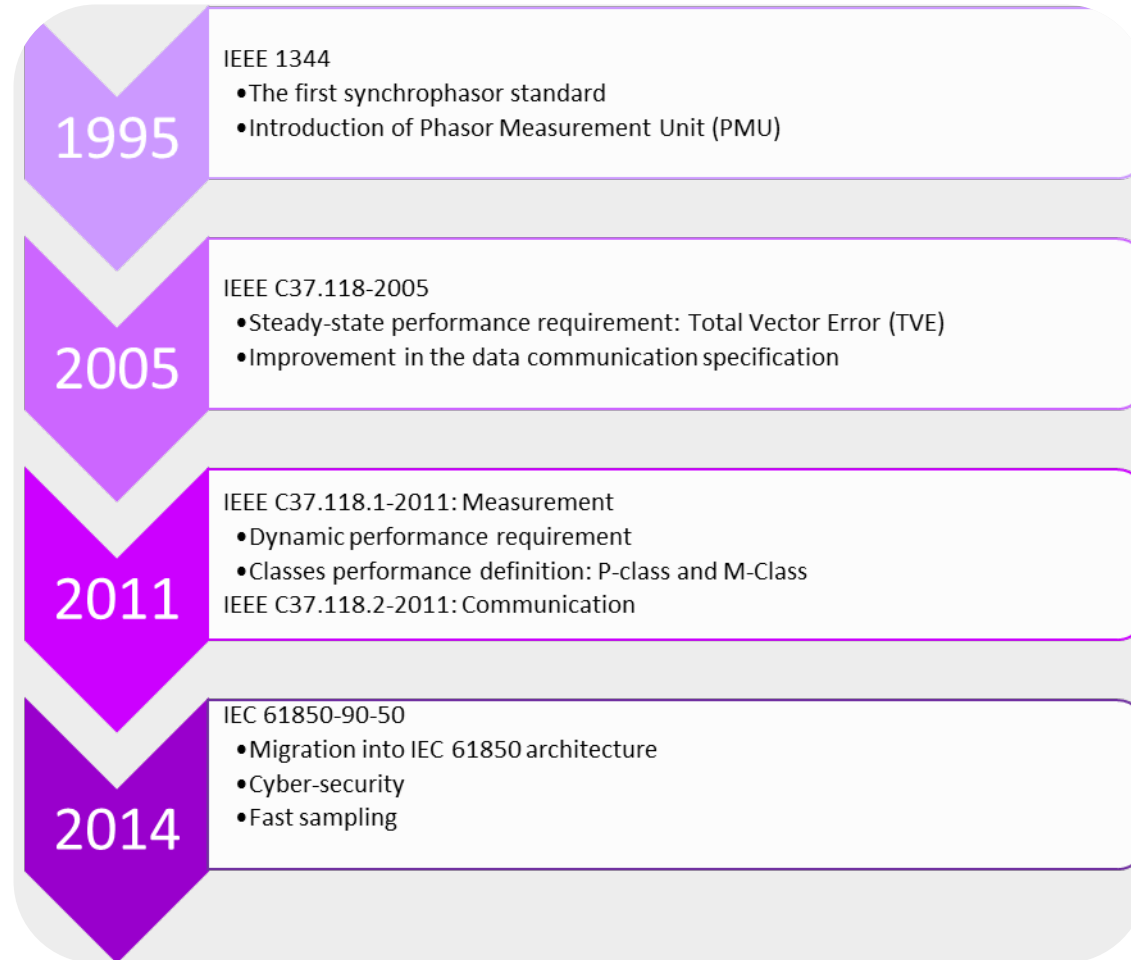 1995
IEEE 1344
•The first synchrophasor standard
•Introduction of Phasor Measurement Unit (PMU)
2005
IEEE C37.118-2005
•Steady-state performance requirement: Total Vector Error (TVE)
•Improvement in the data communication specification
2011
IEEE C37.118.1-2011: Measurement
•Dynamic performance requirement
•Classes performance definition: P-class and M-Class
IEEE C37.118.2-2011: Communication
2014
IEC 61850-90-50
•Migration into IEC 61850 architecture
•Cyber-security
•Fast sampling